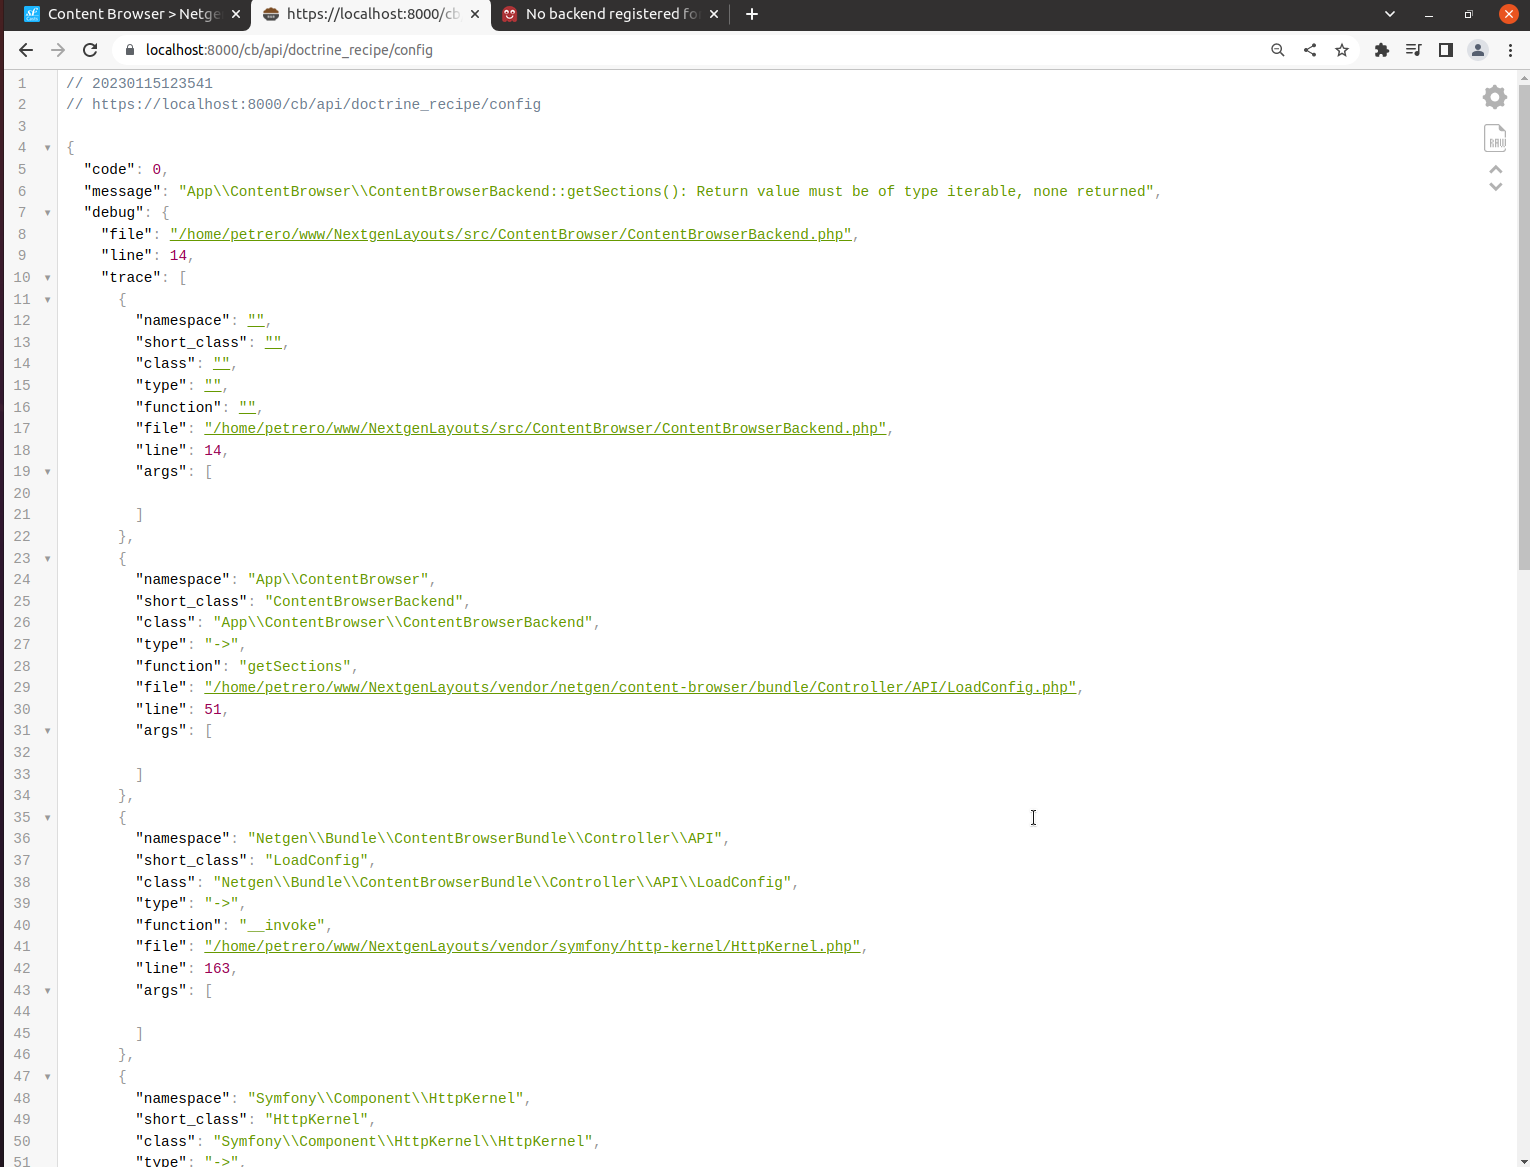 Content Browser > Netge
https://localhost:8000/cb
No backend registered fo
localhost:8000/cb/api/doctrine_recipe/config
1 // 20230115123541
2 // https://localhost:8000/cb/api/doctrine_recipe/config
3
4 {
5 "code": 0,
6 "message": "App\\ContentBrowser\\ContentBrowserBackend::getSections(): Return value must be of type iterable, none returned",
7 "debug": {
8 "file": "/home/petrero/www/NextgenLayouts/src/ContentBrowser/ContentBrowserBackend.php",
9 "line": 14,
10 "trace": [
11 {
12 "namespace": "",
13 "short_class": "",
14 "class": "",
15 "type": "",
16 "function": "",
17 "file": "/home/petrero/www/NextgenLayouts/src/ContentBrowser/ContentBrowserBackend.php",
18 "line": 14,
19 "args": [
20
21 ]
22 },
23 {
24 "namespace": "App\\ContentBrowser",
25 "short_class": "ContentBrowserBackend",
26 "class": "App\\ContentBrowser\\ContentBrowserBackend",
27 "type": "->",
28 "function": "getSections",
29 "file": "/home/petrero/www/NextgenLayouts/vendor/netgen/content-browser/bundle/Controller/API/LoadConfig.php",
30 "line": 51,
31 "args": [
32
33 ]
34 },
35 {
36 "namespace": "Netgen\\Bundle\\ContentBrowserBundle\\Controller\\API",
37 "short_class": "LoadConfig",
38 "class": "Netgen\\Bundle\\ContentBrowserBundle\\Controller\\API\\LoadConfig",
39 "type": "->",
40 "function": "__invoke",
41 "file": "/home/petrero/www/NextgenLayouts/vendor/symfony/http-kernel/HttpKernel.php",
42 "line": 163,
43 "args": [
44
45 ]
46 },
47 {
48 "namespace": "Symfony\\Component\\HttpKernel",
49 "short_class": "HttpKernel",
50 "class": "Symfony\\Component\\HttpKernel\\HttpKernel",
51 "type": "->",
RAW